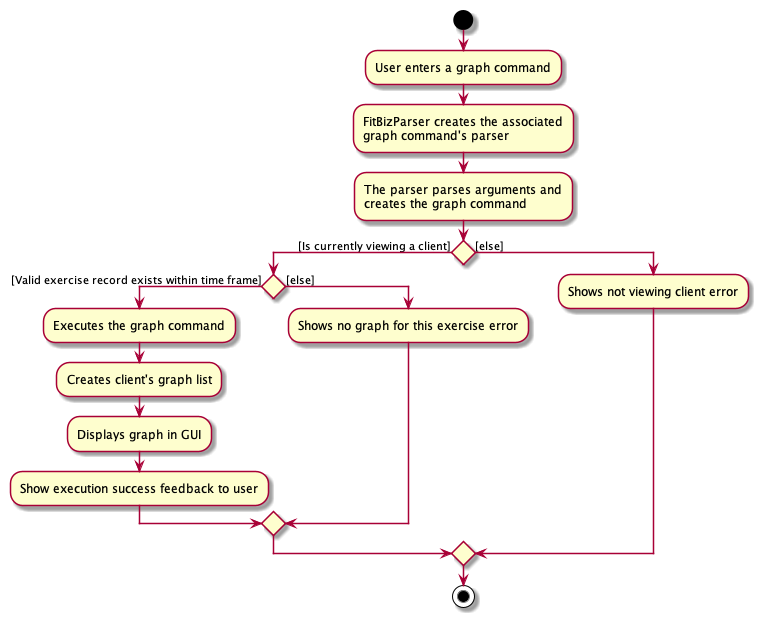 User enters a graph command
FitBizParser creates the associated
graph command's parser
The parser parses arguments and
creates the graph command
[Is currently viewing a client]
[else]
[Valid exercise record exists within time frame]
[else]
Shows not viewing client error
Executes the graph command
Shows no graph for this exercise error
Creates client's graph list
Displays graph in GUI
Show execution success feedback to user